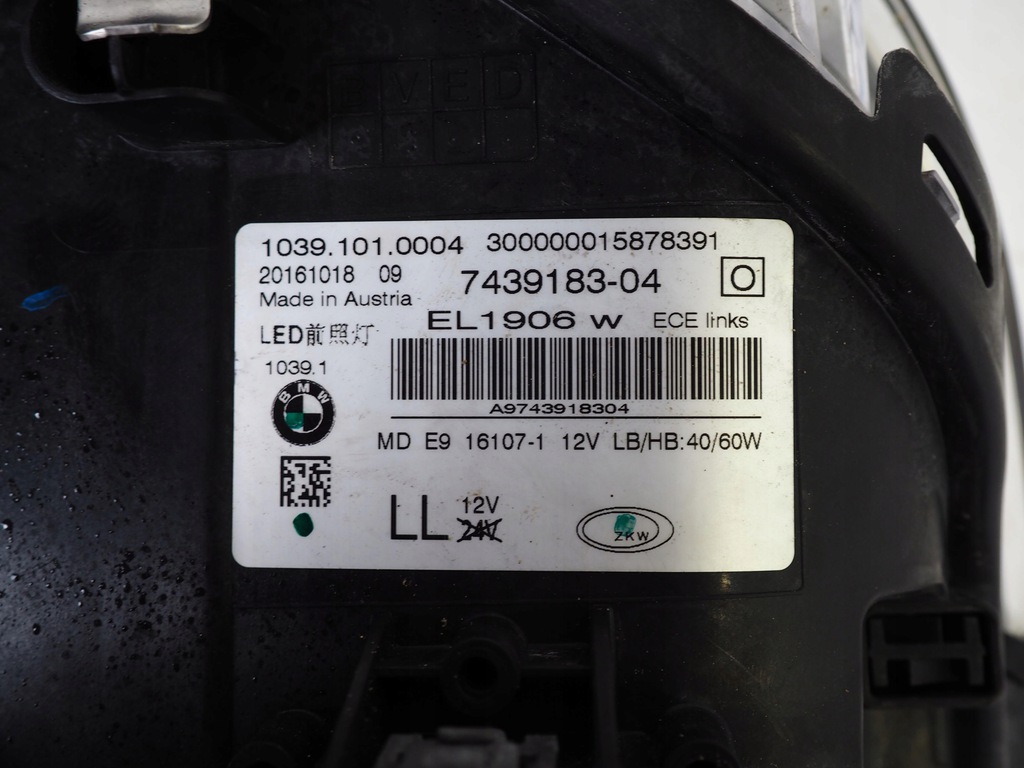 R V E D
1039.101.0004 300000015878391
20161018 09 7439183-04 O
Made in Austria
EL1906 w ECE links
LED前照灯
1039.1
BMW
A9743918304
MD E9 16107-1 12V LB/HB:40/60W
LL 12V
24V
ZKW